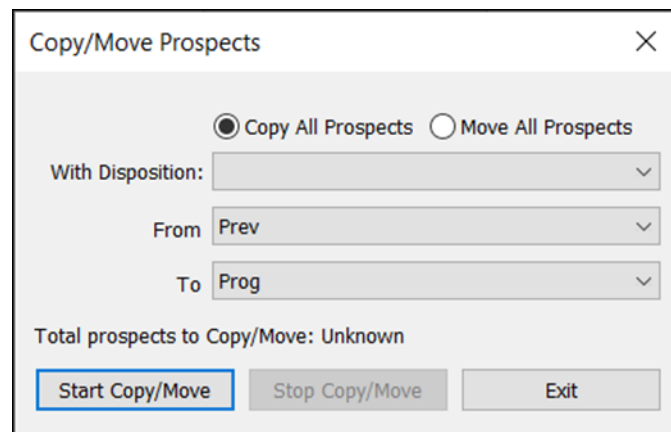 Copy/Move Prospects
Copy All Prospects Move All Prospects
With Disposition:
From Prev
To Prog
Total prospects to Copy/Move: Unknown
Start Copy/Move Stop Copy/Move Exit